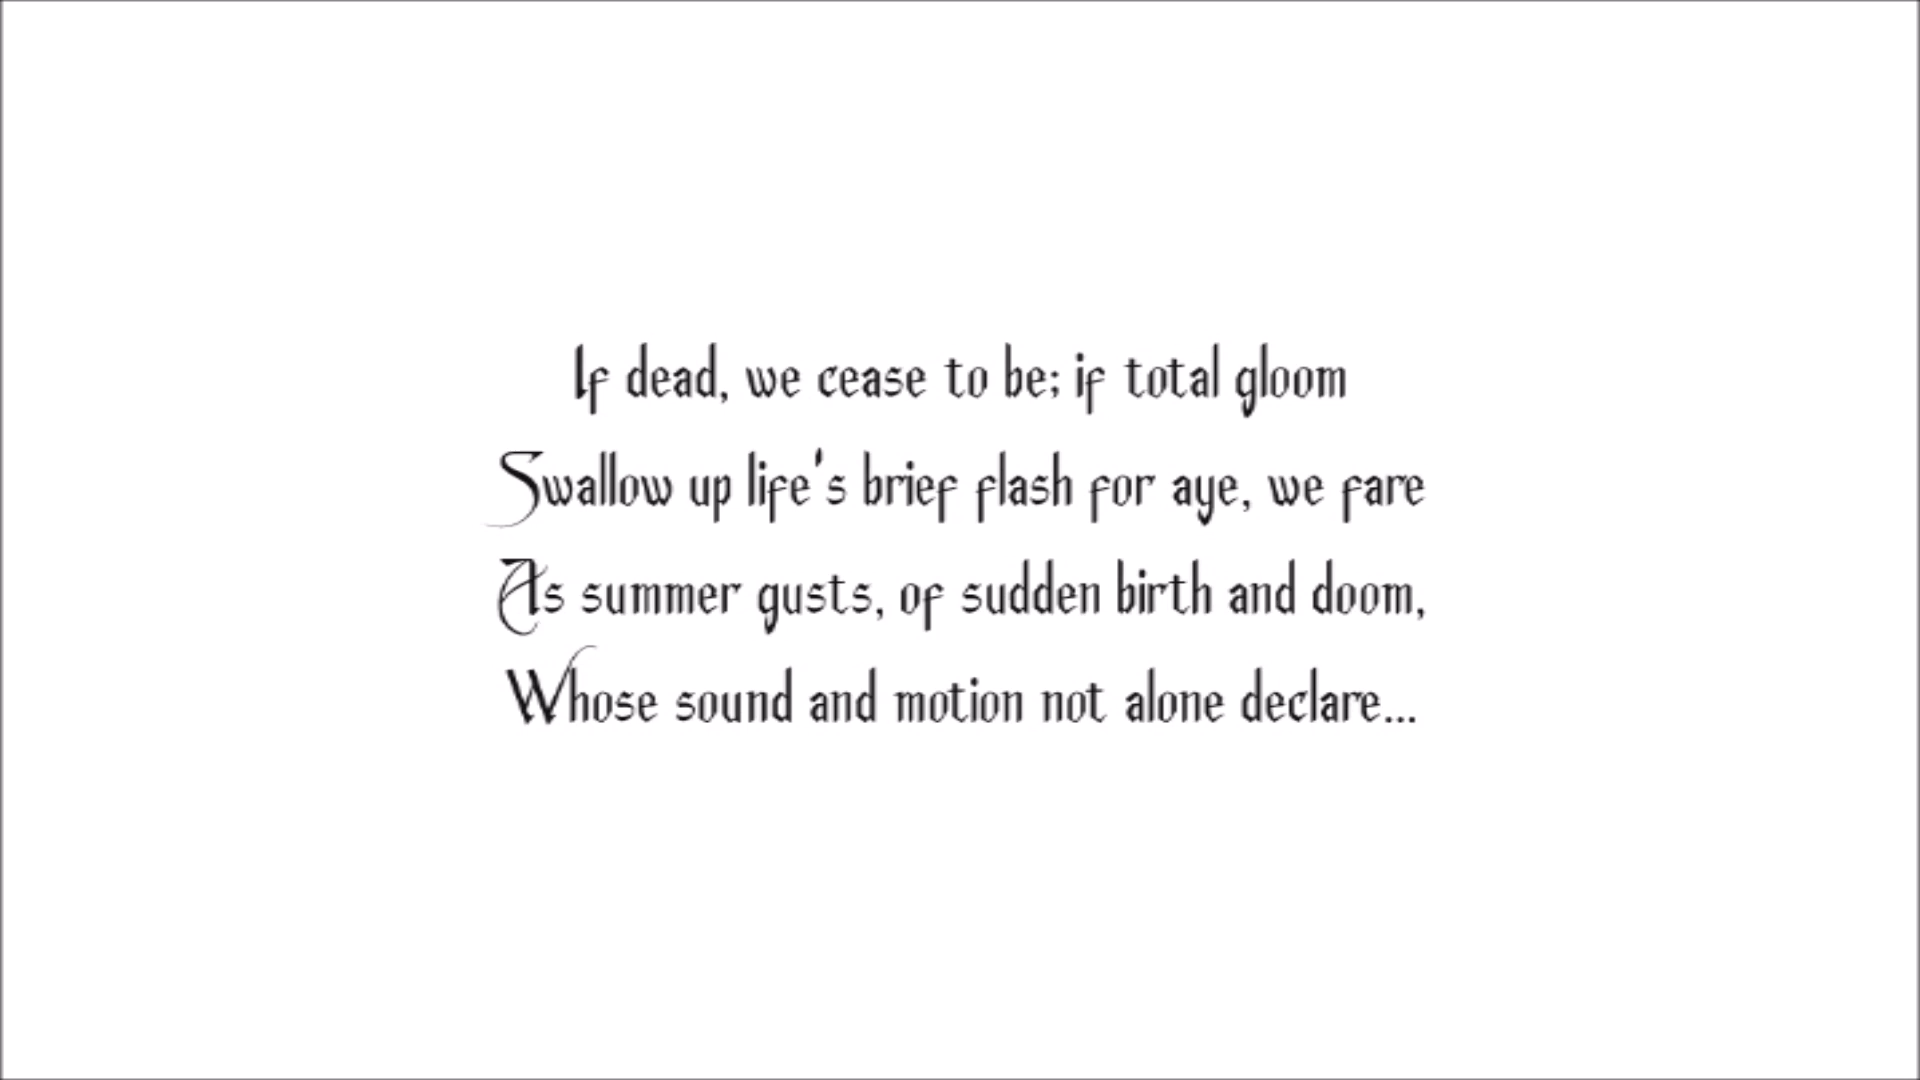 If dead, we cease to be; if total gloom
Swallow up life's brief flash for aye, we fare
As summer gusts, of sudden birth and doom,
Whose sound and motion not alone declare...